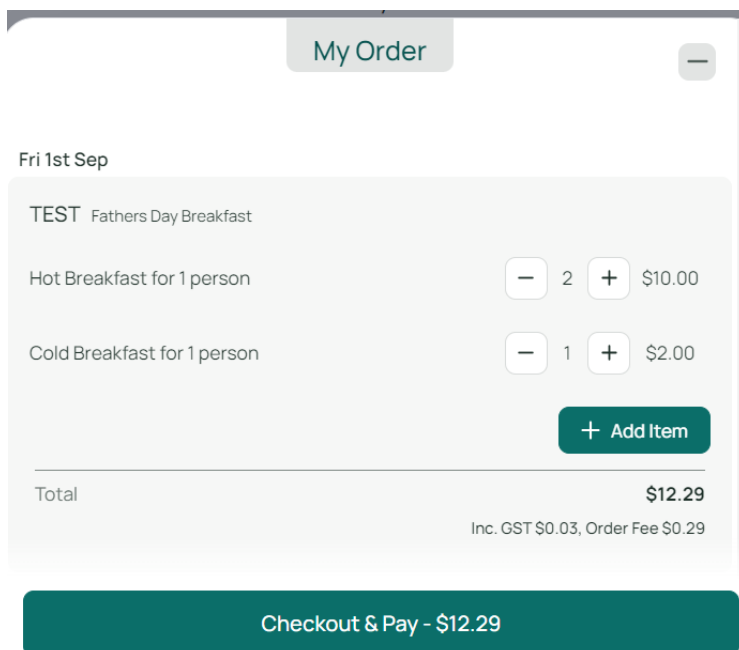 My Order
Fri 1st Sep
TEST Fathers Day Breakfast
Hot Breakfast for 1 person − 2 + $10.00
Cold Breakfast for 1 person − 1 + $2.00
+ Add Item
Total $12.29
Inc. GST $0.03, Order Fee $0.29
Checkout & Pay - $12.29